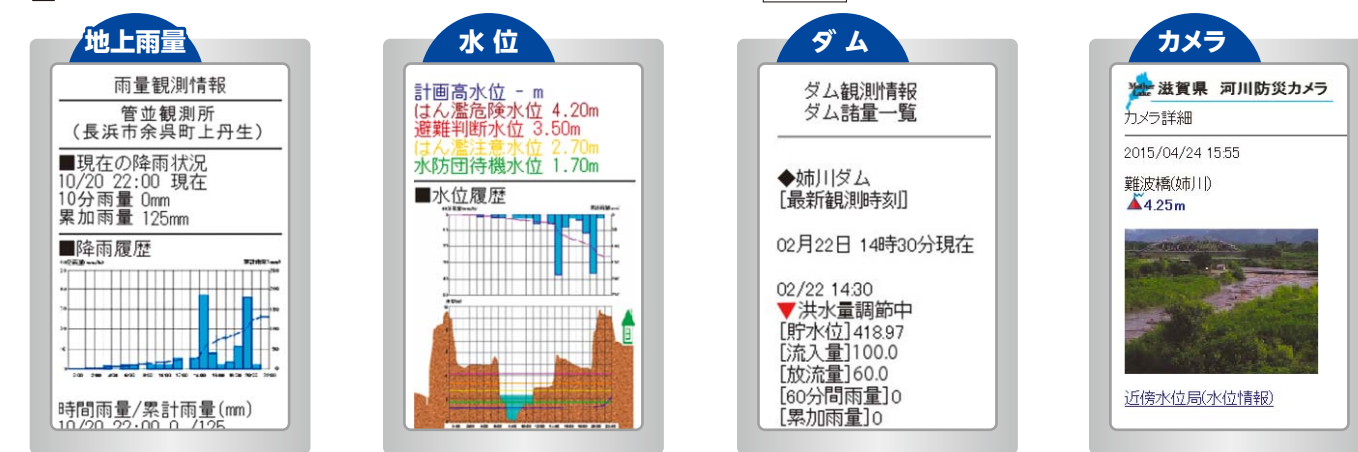 地上雨量
雨量観測情報
管並観測所
(長浜市余呉町上丹生)
■現在の降雨状況
10/20 22:00 現在
10分雨量 0mm
累加雨量 125mm
■降雨履歴
時間雨量/累計雨量(mm)
10/20 22:00 0 /125
水位
計画高水位 - m
はん濫危険水位 4.20m
避難判断水位 3.50m
はん濫注意水位 2.70m
水防団待機水位 1.70m
■水位履歴
ダム
ダム観測情報
ダム諸量一覧
◆姉川ダム
[最新観測時刻]
02月22日 14時30分現在
02/22 14:30
▼洪水量調節中
[貯水位]418.97
[流入量]100.0
[放流量]60.0
[60分間雨量]0
[累加雨量]0
カメラ
Mother Lake
滋賀県 河川防災カメラ
カメラ詳細
2015/04/24 15:55
難波橋(姉川)
4.25m
近傍水位局(水位情報)